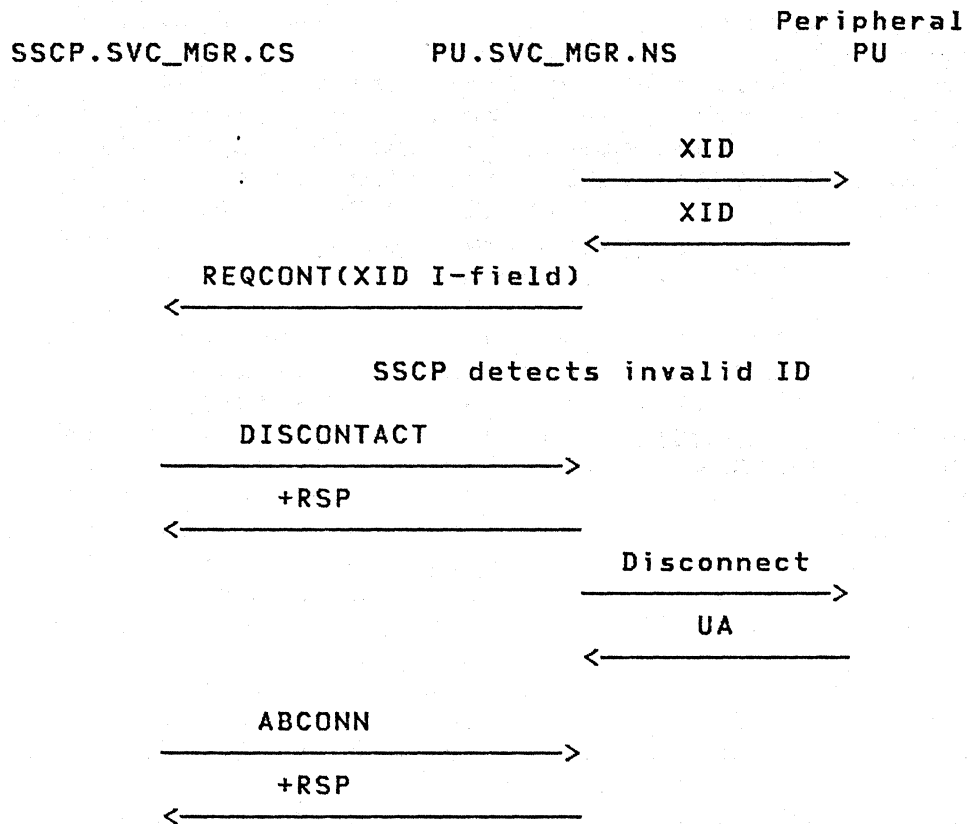 Peripheral
SSCP.SVC_MGR.CS PU.SVC_MGR.NS PU
XID
XID
REQCONT(XID I-field)
SSCP detects invalid ID
DISCONTACT
+RSP
Disconnect
UA
ABCONN
+RSP